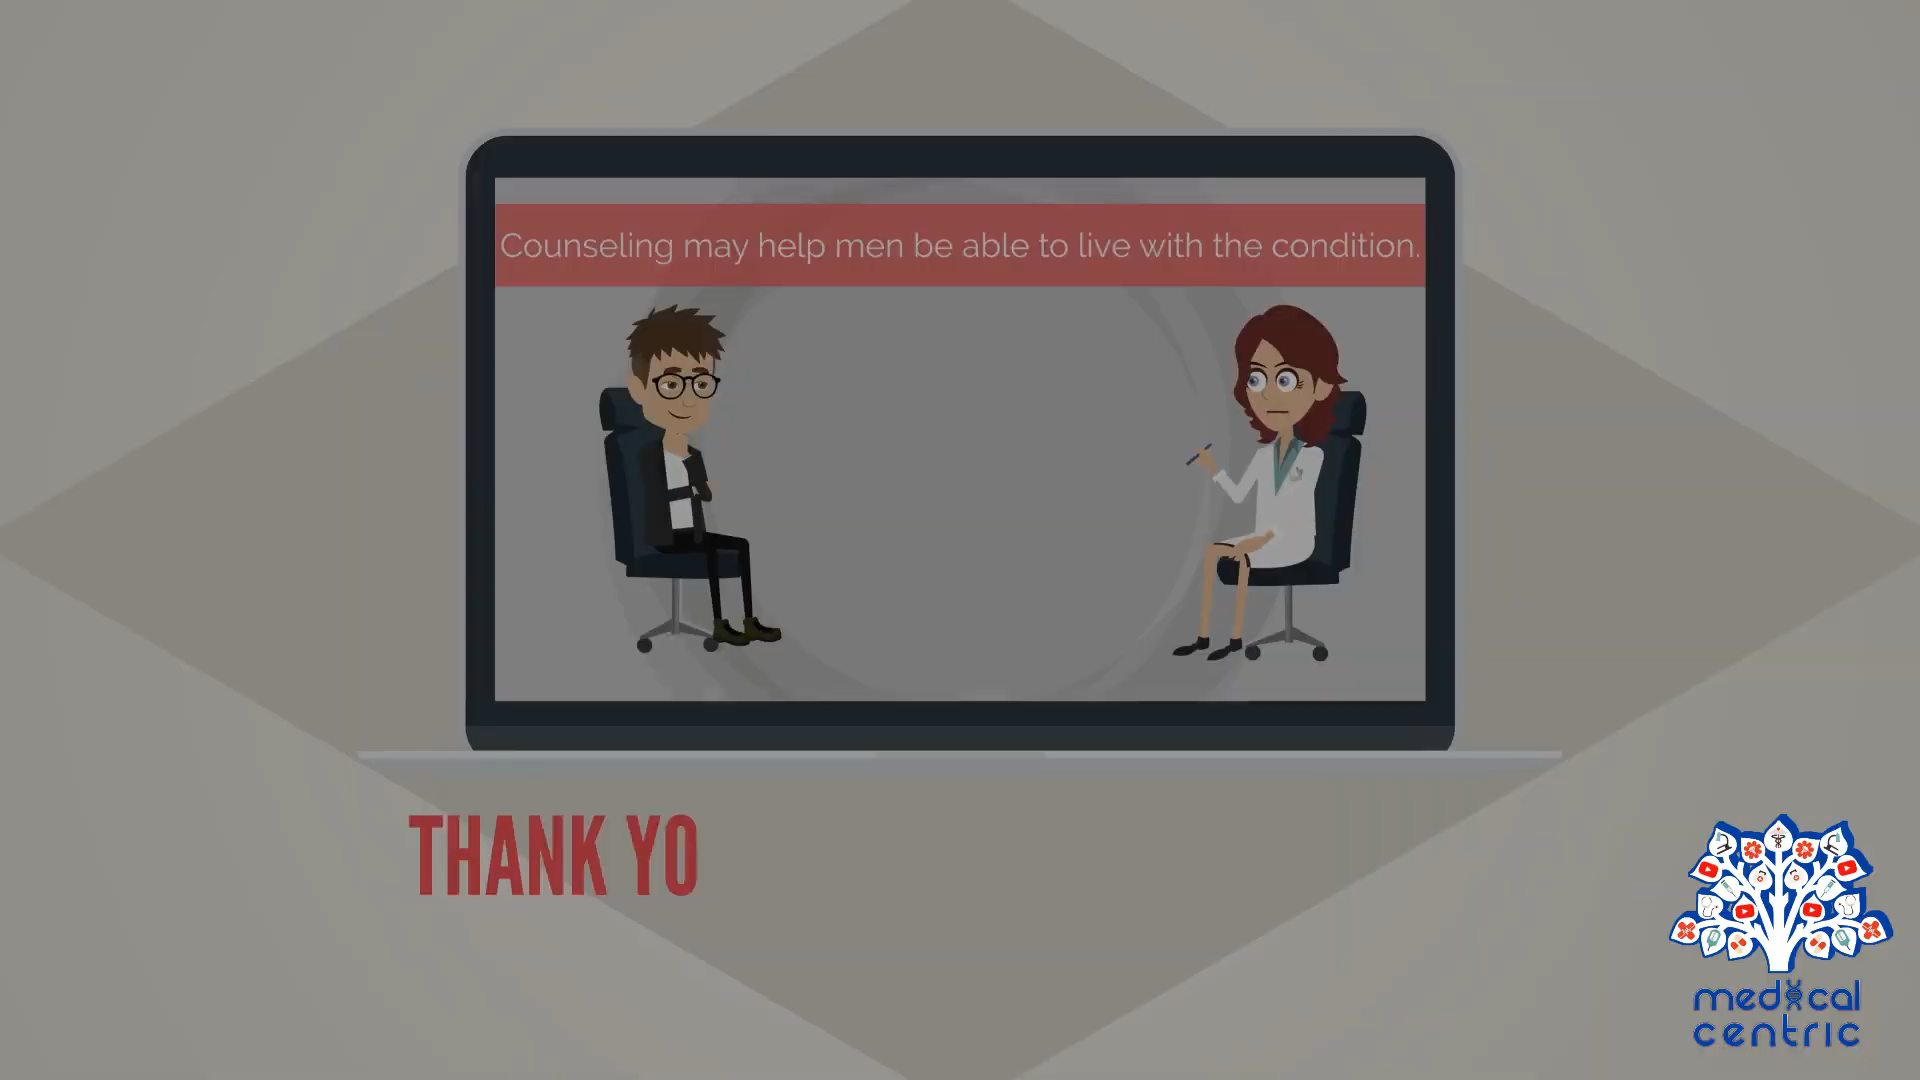 Counseling may help men be able to live with the condition.
THANK YO
medical
centric